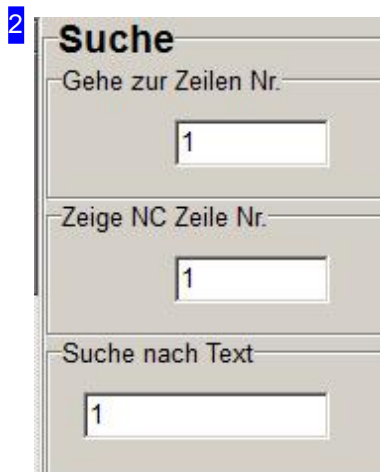 2
Suche
Gehe zur Zeilen Nr.
1
Zeige NC Zeile Nr.
1
Suche nach Text
1